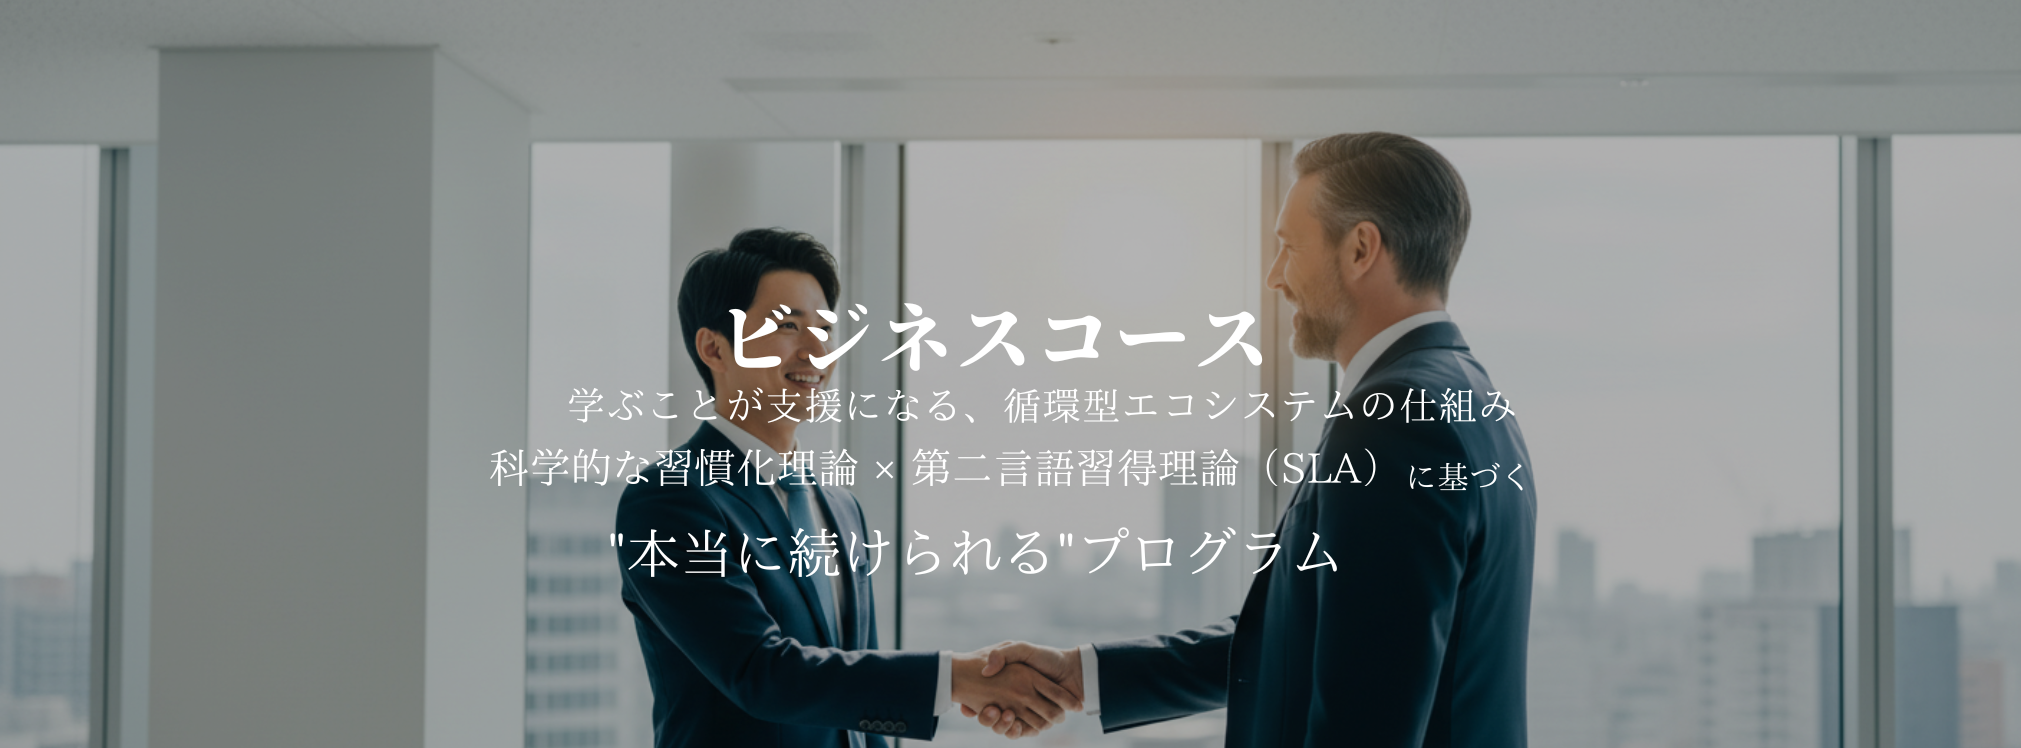 ビジネスコース
学ぶことが支援になる、循環型エコシステムの仕組み
科学的な習慣化理論 × 第二言語習得理論（SLA）に基づく
"本当に続けられる"プログラム